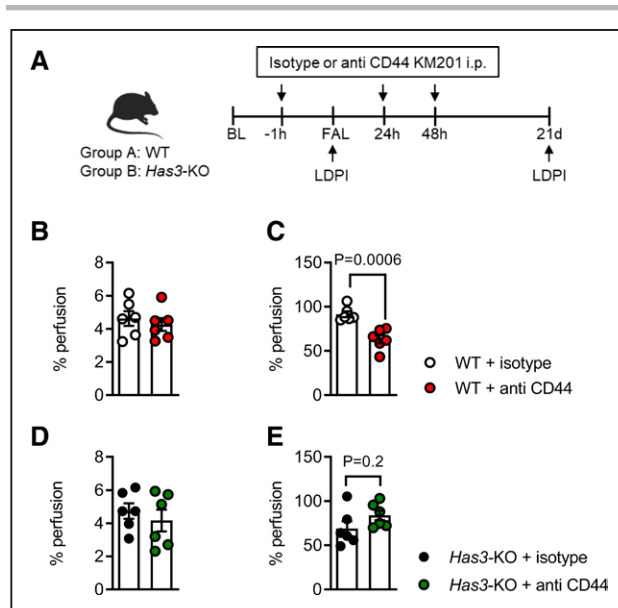 A
Isotype or anti CD44 KM201 i.p.
BL -1h FAL 24h 48h 21d
Group A: WT
Group B: Has3-KO
LDPI LDPI
B
% perfusion
8
6
4
2
0
C
% perfusion
150
100
50
0
P=0.0006
WT + isotype
WT + anti CD44
D
% perfusion
8
6
4
2
0
E
% perfusion
150
100
50
0
P=0.2
Has3-KO + isotype
Has3-KO + anti CD44